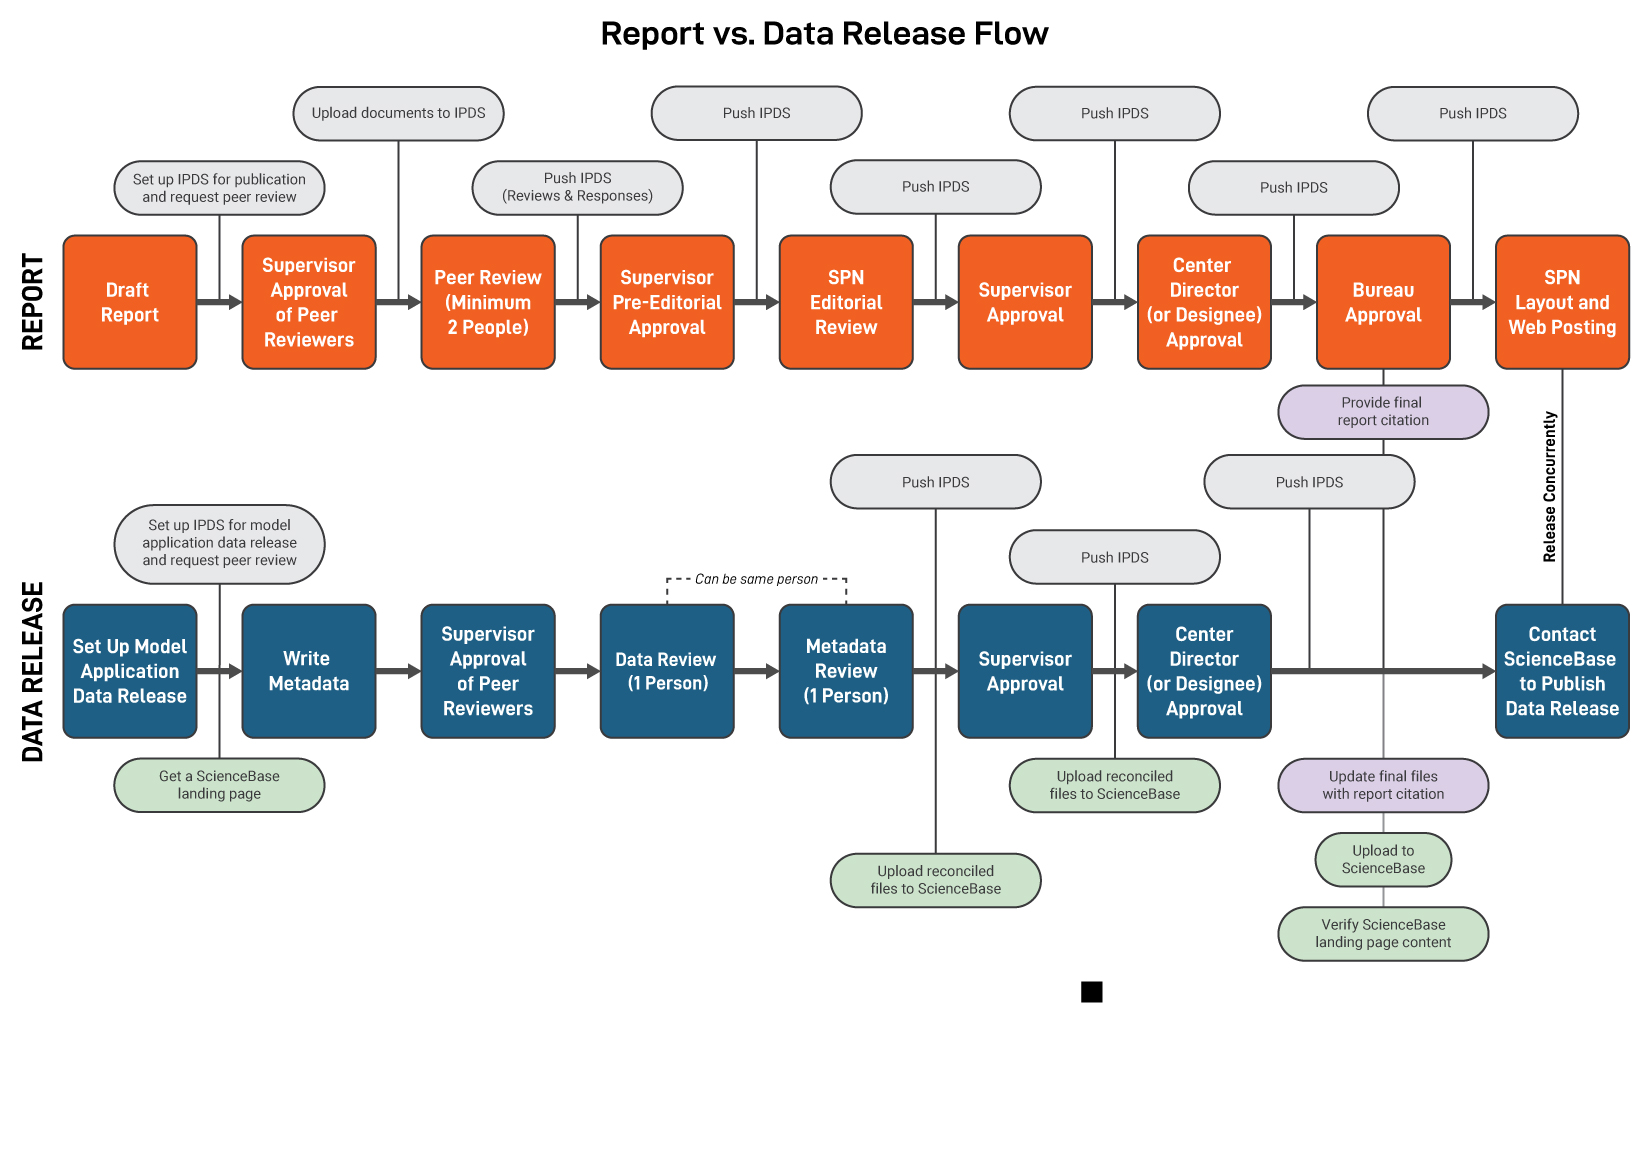 Report vs. Data Release Flow
Upload documents to IPDS
Push IPDS
Push IPDS
Push IPDS
Set up IPDS for publication
and request peer review
Push IPDS
(Reviews & Responses)
Push IPDS
Push IPDS
REPORT
Draft
Report
Supervisor
Approval
of Peer
Reviewers
Peer Review
(Minimum
2 People)
Supervisor
Pre-Editorial
Approval
SPN
Editorial
Review
Supervisor
Approval
Center
Director
(or Designee)
Approval
Bureau
Approval
SPN
Layout and
Web Posting
Provide final
report citation
Release Concurrently
Push IPDS
Push IPDS
Set up IPDS for model
application data release
and request peer review
Push IPDS
Can be same person
DATA RELEASE
Set Up Model
Application
Data Release
Write
Metadata
Supervisor
Approval
of Peer
Reviewers
Data Review
(1 Person)
Metadata
Review
(1 Person)
Supervisor
Approval
Center
Director
(or Designee)
Approval
Contact
ScienceBase
to Publish
Data Release
Get a ScienceBase
landing page
Upload reconciled
files to ScienceBase
Update final files
with report citation
Upload reconciled
files to ScienceBase
Upload to
ScienceBase
Verify ScienceBase
landing page content